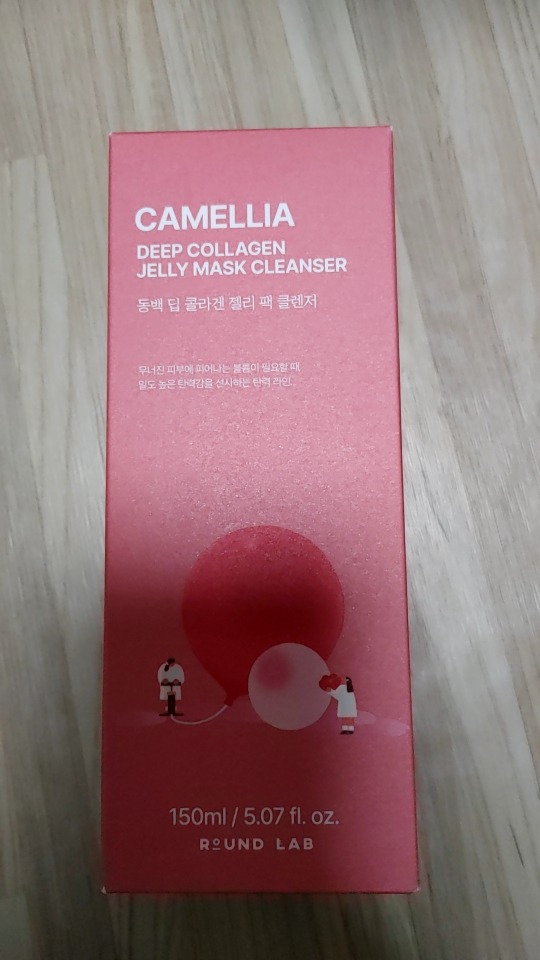 CAMELLIA
DEEP COLLAGEN
JELLY MASK CLEANSER
동백 딥 콜라겐 젤리 팩 클렌저
무너진 피부에 피어나는 볼륨이 필요할 때,
밀도 높은 탄력감을 선사하는 탄력 라인
150ml / 5.07 fl. oz.
ROUND LAB